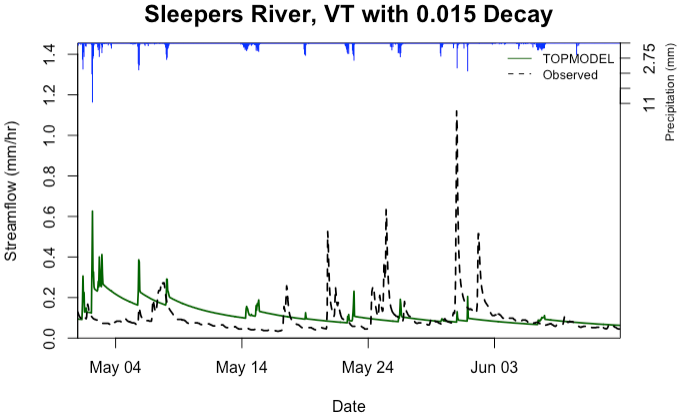 Sleepers River, VT with 0.015 Decay
Streamflow (mm/hr)
0.0 0.2 0.4 0.6 0.8 1.0 1.2 1.4
TOPMODEL
Observed
2.75
11
Precipitation (mm)
May 04 May 14 May 24 Jun 03
Date